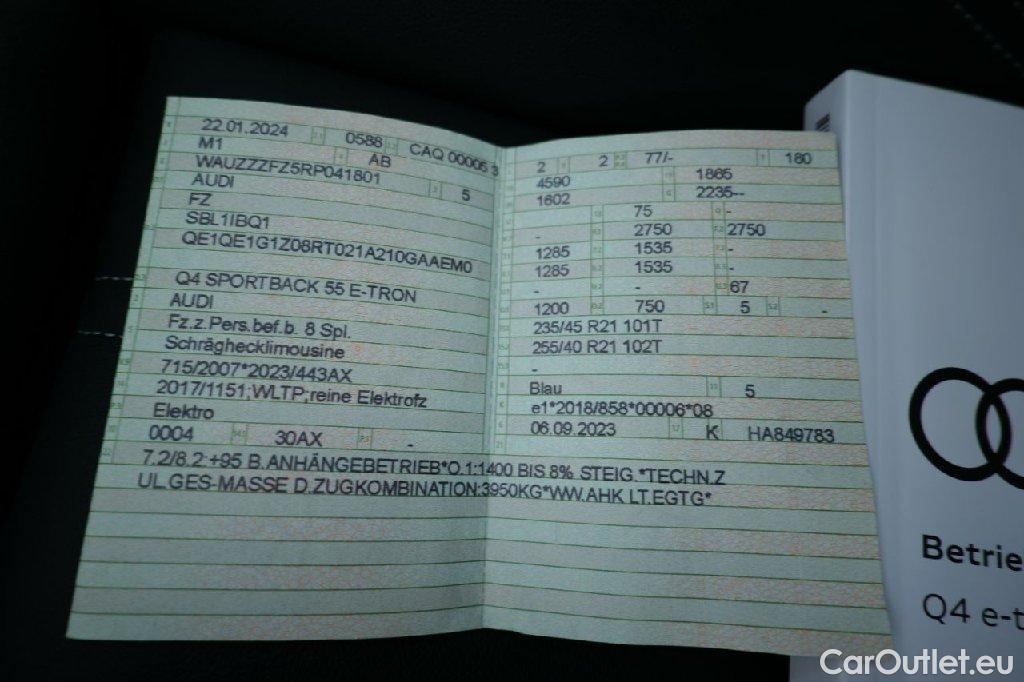 22.01.2024 0588 CAQ 00005 3
M1 AB
WAUZZZFZ5RP041801 5
AUDI
FZ
SBL1IBQ1
QE1QE1G1Z08RT021A210GAAEM0
Q4 SPORTBACK 55 E-TRON
AUDI
Fz.z.Pers.bef.b. 8 Spl.
Schräghecklimousine
715/2007*2023/443AX
2017/1151;WLTP;reine Elektrofz
Elektro
0004 30AX -
2 2 77/- 180
4590 1865
1602 2235--
75 -
- 2750 2750
1285 1535 -
1285 1535 -
- - 67
1200 750 5 -
235/45 R21 101T
255/40 R21 102T
-
Blau 5
e1*2018/858*00006*08
06.09.2023 K HA849783
7.2/8.2:+95 B.ANHÄNGEBETRIEB*O.1:1400 BIS 8% STEIG.*TECHN.Z
UL.GES-MASSE D.ZUGKOMBINATION:3950KG*WW.AHK LT.EGTG*
Betrie
Q4 e-t
CarOutlet.eu